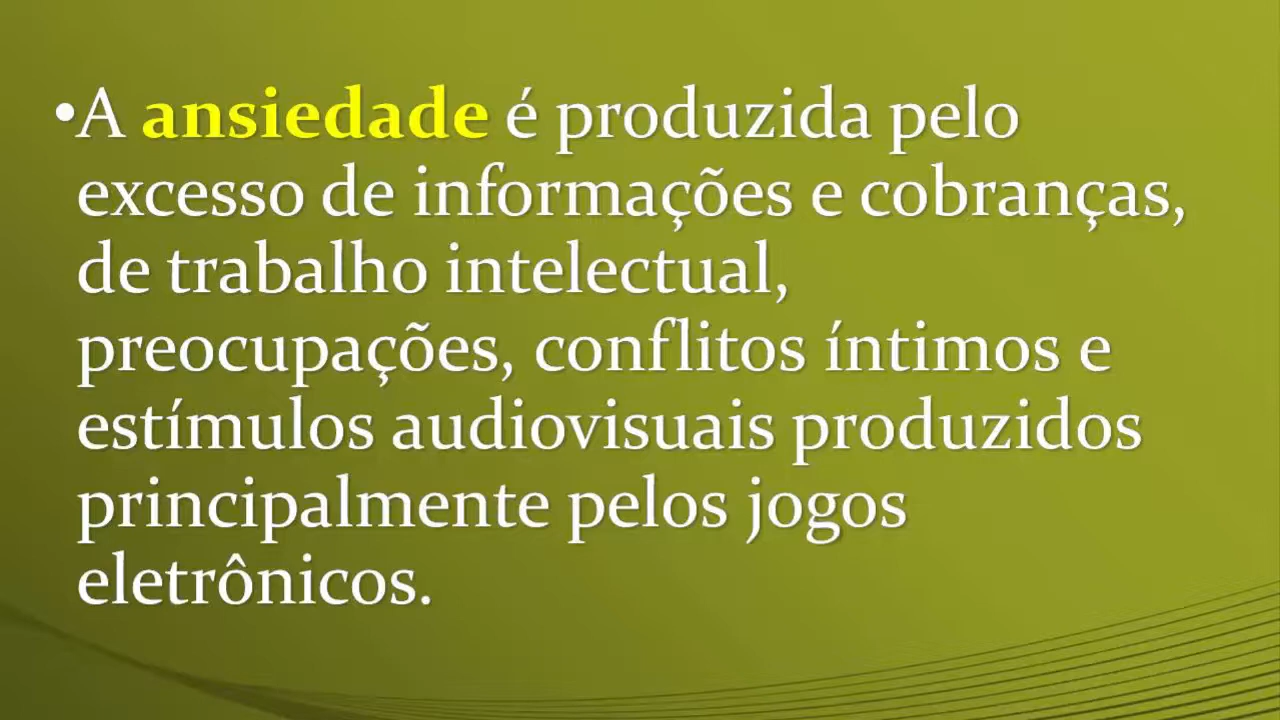 •A ansiedade é produzida pelo
excesso de informações e cobranças,
de trabalho intelectual,
preocupações, conflitos íntimos e
estímulos audiovisuais produzidos
principalmente pelos jogos
eletrônicos.